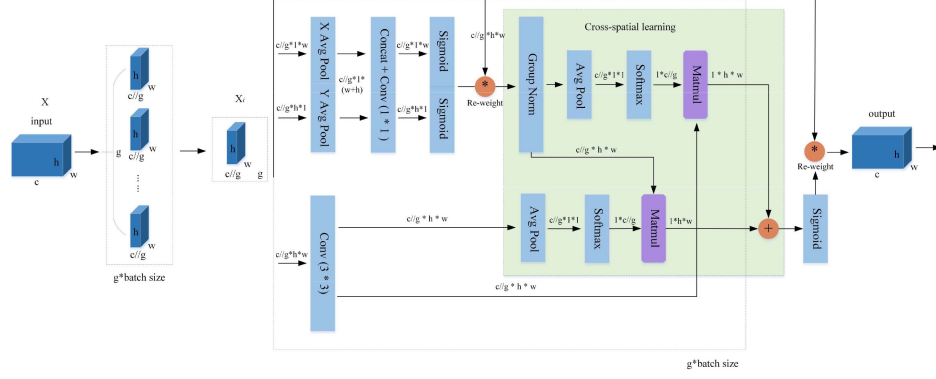 X
input
h
w
c
g
h
w
c//g
h
w
c//g
......
h
w
c//g
g*batch size
Xᵢ
h
w
c//g
g
c//g*1*w
c//g*h*1
X Avg Pool
Y Avg Pool
c//g*1*
(w+h)
Concat + Conv (1 * 1)
c//g*1*w
c//g*h*1
Sigmoid
Sigmoid
c//g *h*w
*
Re-weight
c//g*h*w
Conv (3 * 3)
c//g * h * w
c//g * h * w
Cross-spatial learning
Group Norm
Avg Pool
c//g*1*1
Softmax
1*c//g
Matmul
1 * h * w
c//g * h * w
Avg Pool
c//g*1*1
Softmax
1*c//g
Matmul
1*h*w
+
g*batch size
Sigmoid
*
Re-weight
output
h
w
c